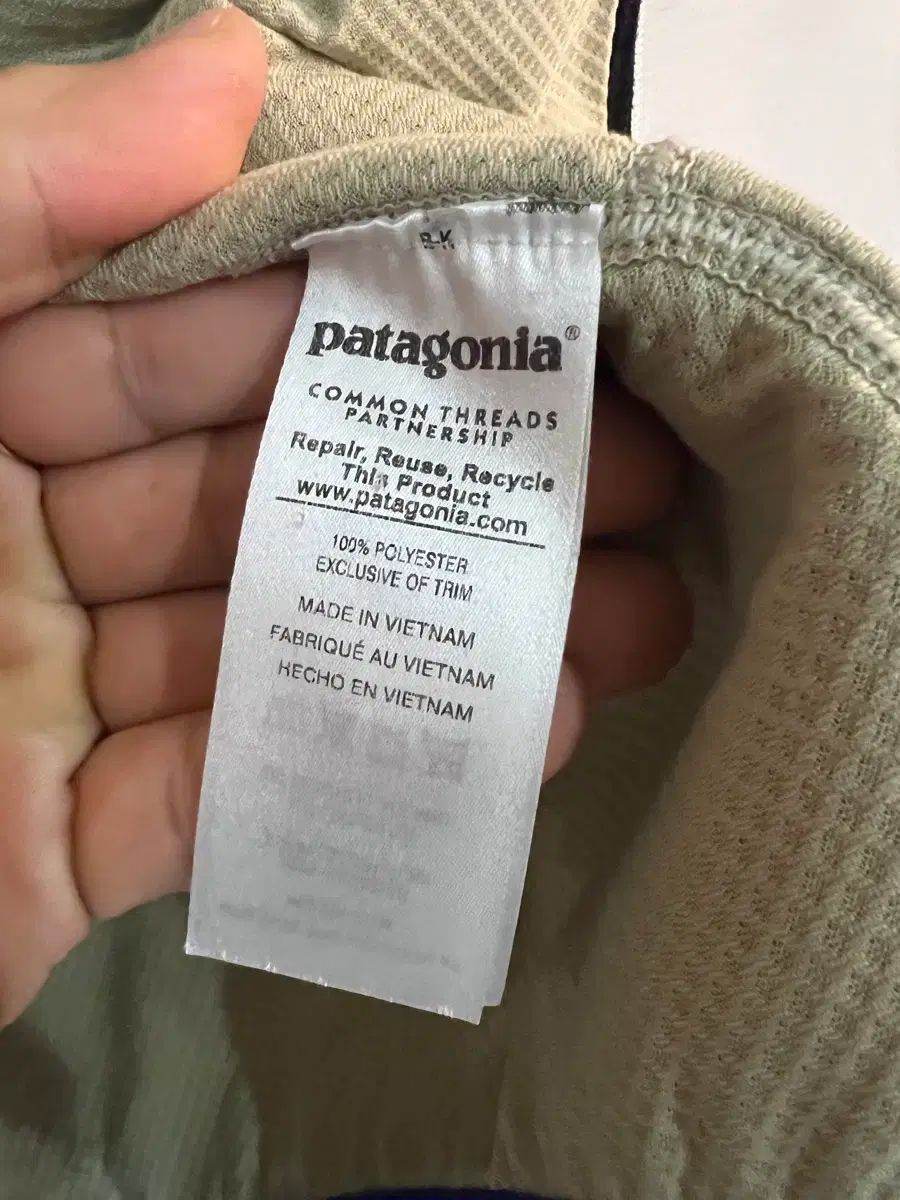 patagonia®
COMMON THREADS
PARTNERSHIP
Repair, Reuse, Recycle
This Product
www.patagonia.com
100% POLYESTER
EXCLUSIVE OF TRIM
MADE IN VIETNAM
FABRIQUÉ AU VIETNAM
HECHO EN VIETNAM